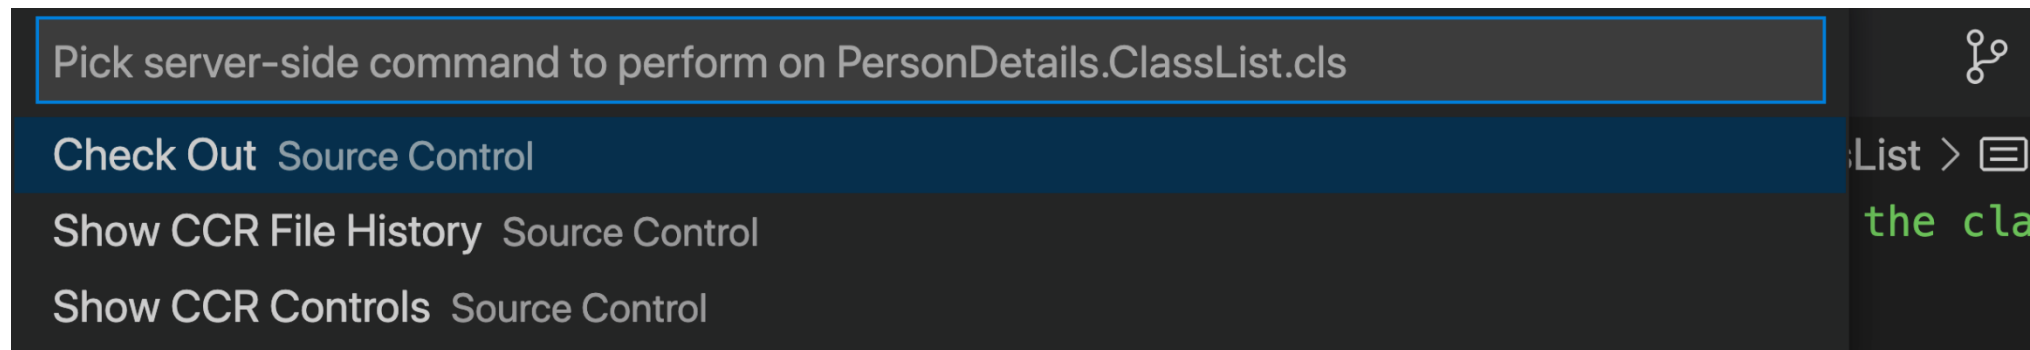 Pick server-side command to perform on PersonDetails.ClassList.cls
Check Out Source Control
Show CCR File History Source Control
Show CCR Controls Source Control
List >
the cla